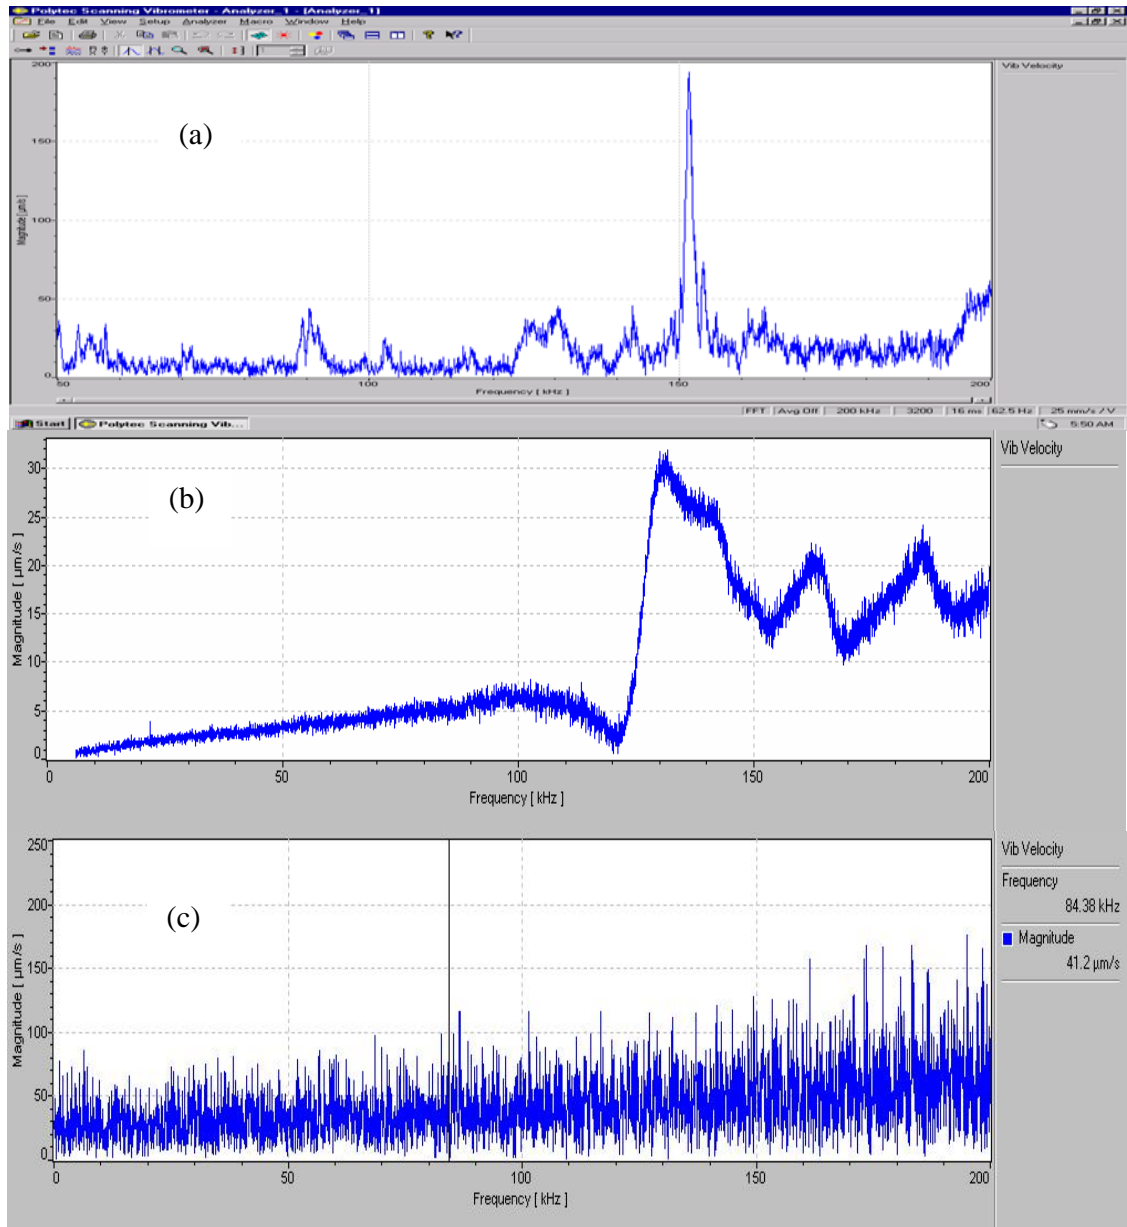 Polytec Scanning Vibrometer - Analyzer_1 - [Analyzer_1]
File Edit View Setup Analyzer Macro Window Help
Vib Velocity
200
150
100
50
0
Magnitude [ µm/s ]
(a)
50 100 150 200
Frequency [ kHz ]
FFT Avg Off 200 kHz 3200 16 ms 62.5 Hz 25 mm/s / V
Start Polytec Scanning Vib... 5:50 AM
Vib Velocity
30
25
20
15
10
5
0
Magnitude [ µm/s ]
(b)
0 50 100 150 200
Frequency [ kHz ]
250
200
150
100
50
0
Magnitude [ µm/s ]
(c)
0 50 100 150 200
Frequency [ kHz ]
Vib Velocity
Frequency
84.38 kHz
Magnitude
41.2 µm/s